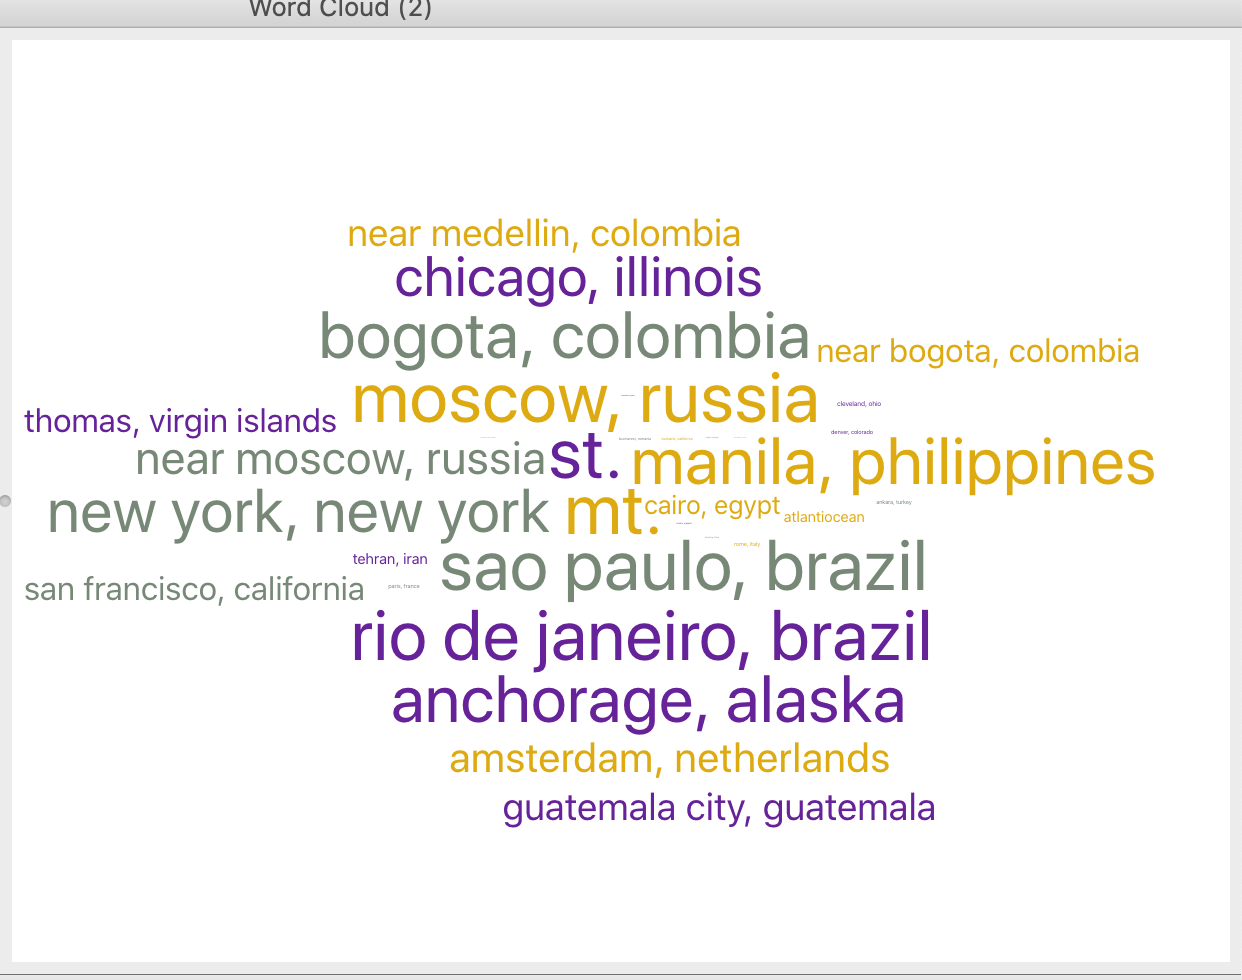 Word Cloud (2)
near medellin, colombia
chicago, illinois
bogota, colombia
near bogota, colombia
moscow, russia
cleveland, ohio
thomas, virgin islands
denver, colorado
near moscow, russia
st.
manila, philippines
new york, new york
mt.
cairo, egypt
ankara, turkey
atlantiocean
rome, italy
tehran, iran
sao paulo, brazil
san francisco, california
paris, france
rio de janeiro, brazil
anchorage, alaska
amsterdam, netherlands
guatemala city, guatemala